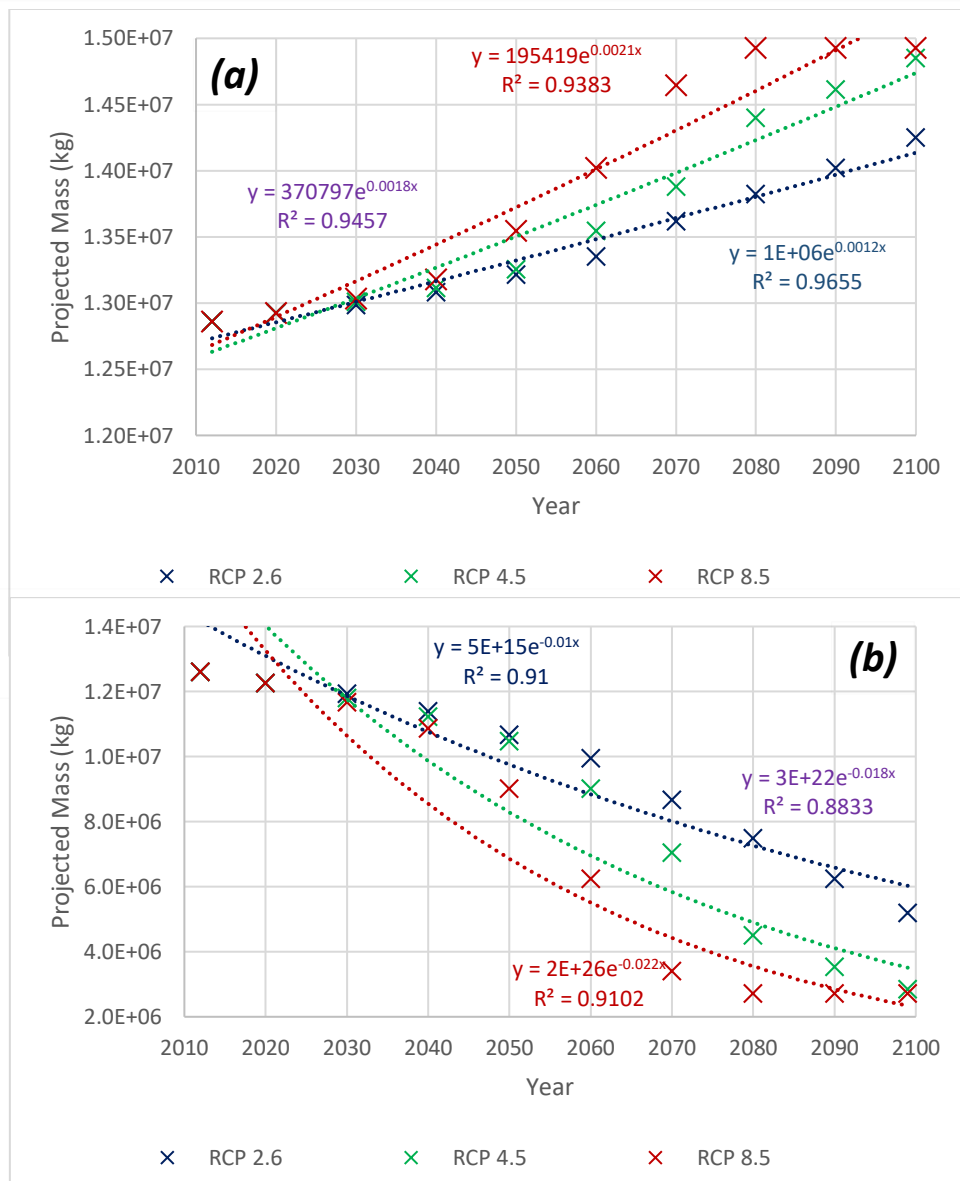 (a)
y = 195419e^0.0021x
R² = 0.9383
y = 370797e^0.0018x
R² = 0.9457
y = 1E+06e^0.0012x
R² = 0.9655
Projected Mass (kg)
1.50E+07
1.45E+07
1.40E+07
1.35E+07
1.30E+07
1.25E+07
1.20E+07
2010 2020 2030 2040 2050 2060 2070 2080 2090 2100
Year
RCP 2.6 RCP 4.5 RCP 8.5
(b)
y = 5E+15e^-0.01x
R² = 0.91
y = 3E+22e^-0.018x
R² = 0.8833
y = 2E+26e^-0.022x
R² = 0.9102
Projected Mass (kg)
1.4E+07
1.2E+07
1.0E+07
8.0E+06
6.0E+06
4.0E+06
2.0E+06
2010 2020 2030 2040 2050 2060 2070 2080 2090 2100
Year
RCP 2.6 RCP 4.5 RCP 8.5